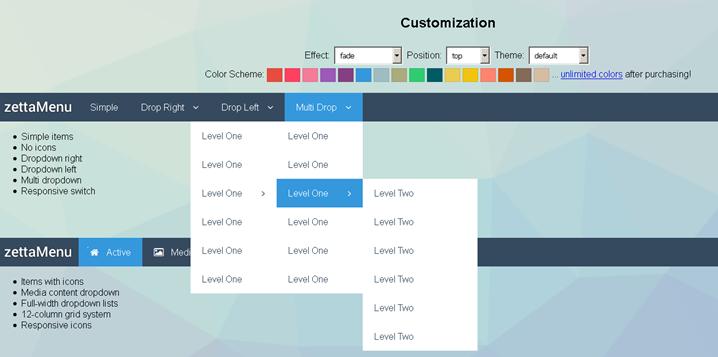 Customization
Effect: fade Position: top Theme: default
Color Scheme: ... unlimited colors after purchasing!
zettaMenu Simple Drop Right Drop Left Multi Drop
Simple items
No icons
Dropdown right
Dropdown left
Multi dropdown
Responsive switch
Level One Level One
Level One Level One
Level One Level One Level Two
Level One Level One Level Two
Level One Level One Level Two
Level One Level One Level Two
Level Two
Level Two
zettaMenu Active Medi
Items with icons
Media content dropdown
Full-width dropdown lists
12-column grid system
Responsive icons